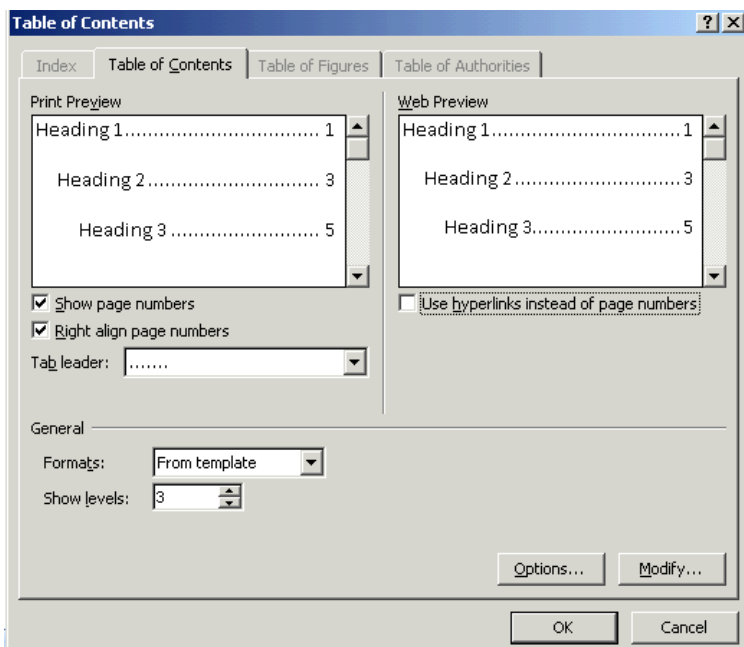 Table of Contents
Index
Table of Contents
Table of Figures
Table of Authorities
Print Preview
Heading 1................................... 1
Heading 2............................... 3
Heading 3 ........................... 5
Show page numbers
Right align page numbers
Tab leader: .......
Web Preview
Heading 1...................................1
Heading 2...............................3
Heading 3...........................5
Use hyperlinks instead of page numbers
General
Formats: From template
Show levels: 3
Options... Modify...
OK Cancel